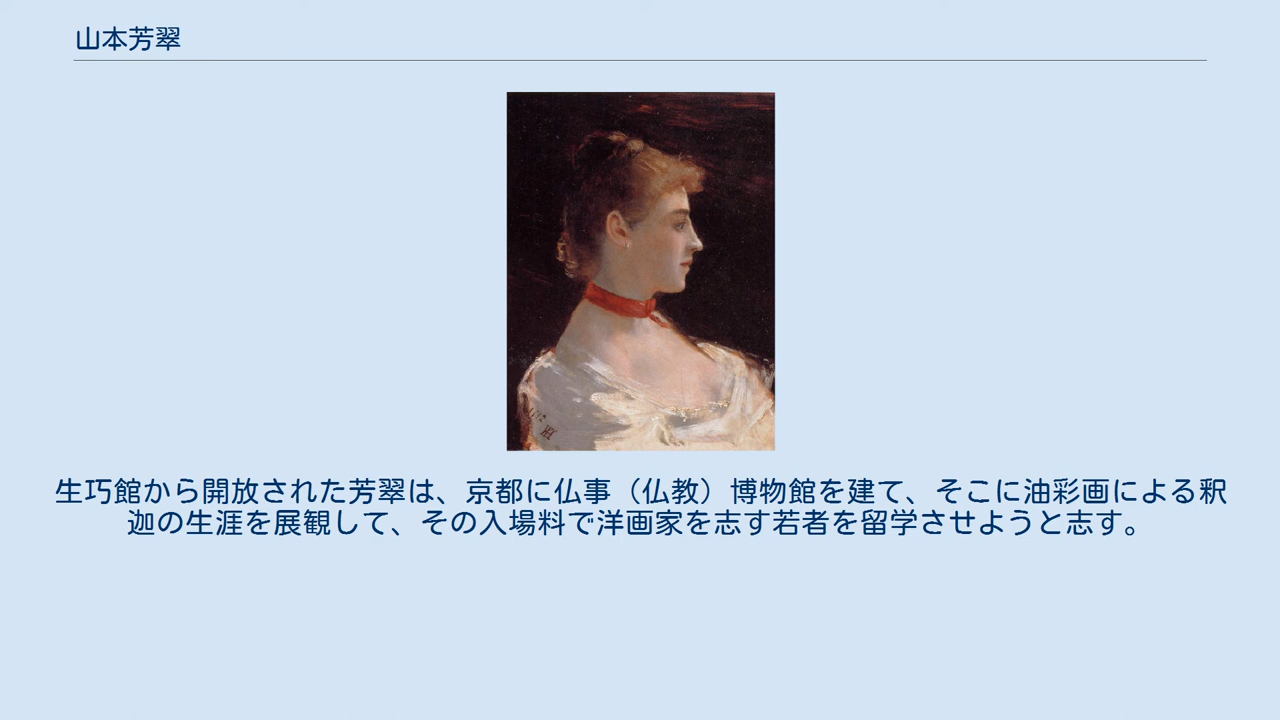 山本芳翠
生巧館から開放された芳翠は、京都に仏事（仏教）博物館を建て、そこに油彩画による釈
迦の生涯を展観して、その入場料で洋画家を志す若者を留学させようと志す。